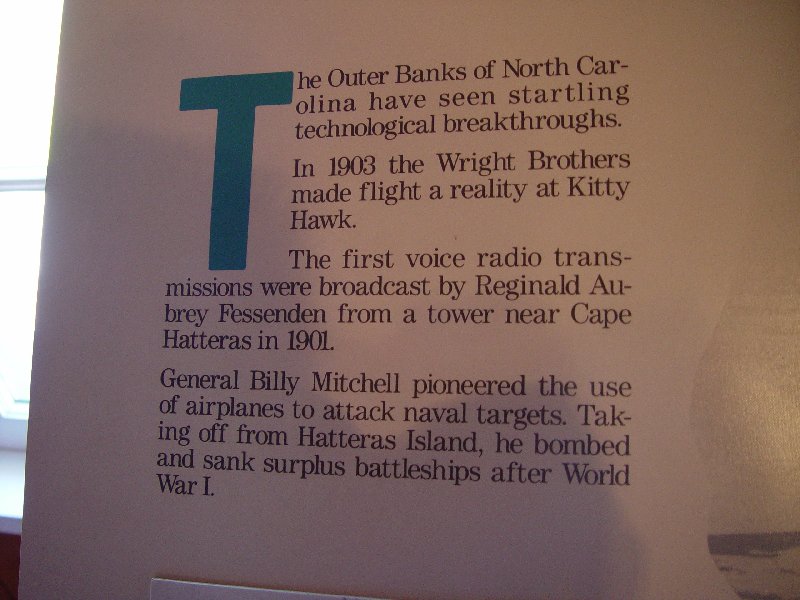 The Outer Banks of North Car-
olina have seen startling
technological breakthroughs.
In 1903 the Wright Brothers
made flight a reality at Kitty
Hawk.
The first voice radio trans-
missions were broadcast by Reginald Au-
brey Fessenden from a tower near Cape
Hatteras in 1901.
General Billy Mitchell pioneered the use
of airplanes to attack naval targets. Tak-
ing off from Hatteras Island, he bombed
and sank surplus battleships after World
War I.